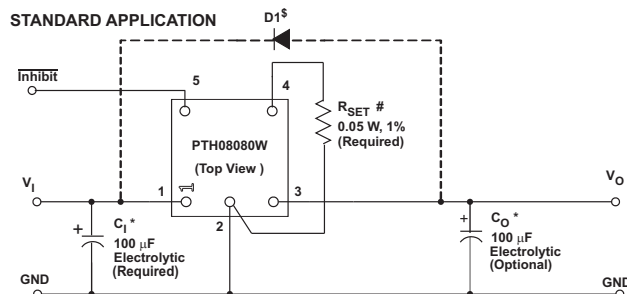 STANDARD APPLICATION
D1$
Inhibit
5
4
RSET #
0.05 W, 1%
(Required)
PTH08080W
(Top View )
VI
1
3
VO
2
+
CI *
100 μF
Electrolytic
(Required)
+
CO *
100 μF
Electrolytic
(Optional)
GND
GND